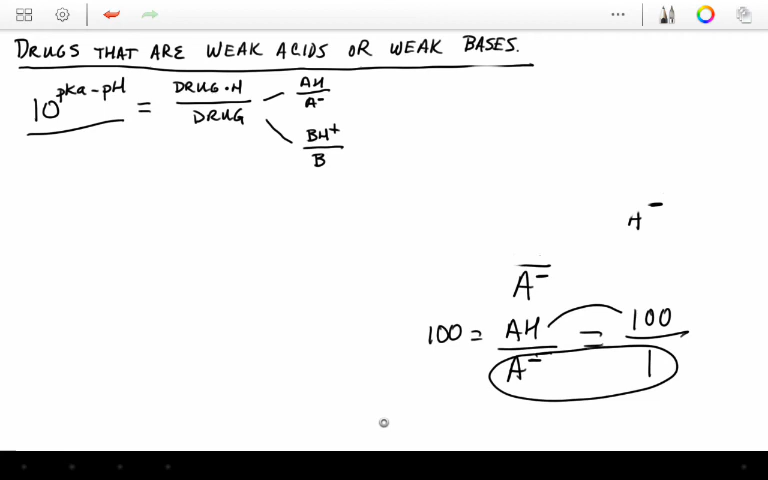 DRUGS THAT ARE WEAK ACIDS OR WEAK BASES.
10^pka-pH = DRUG·H / DRUG
AH / A⁻
BH⁺ / B
A⁻
100 = AH / A⁻ = 100 / 1